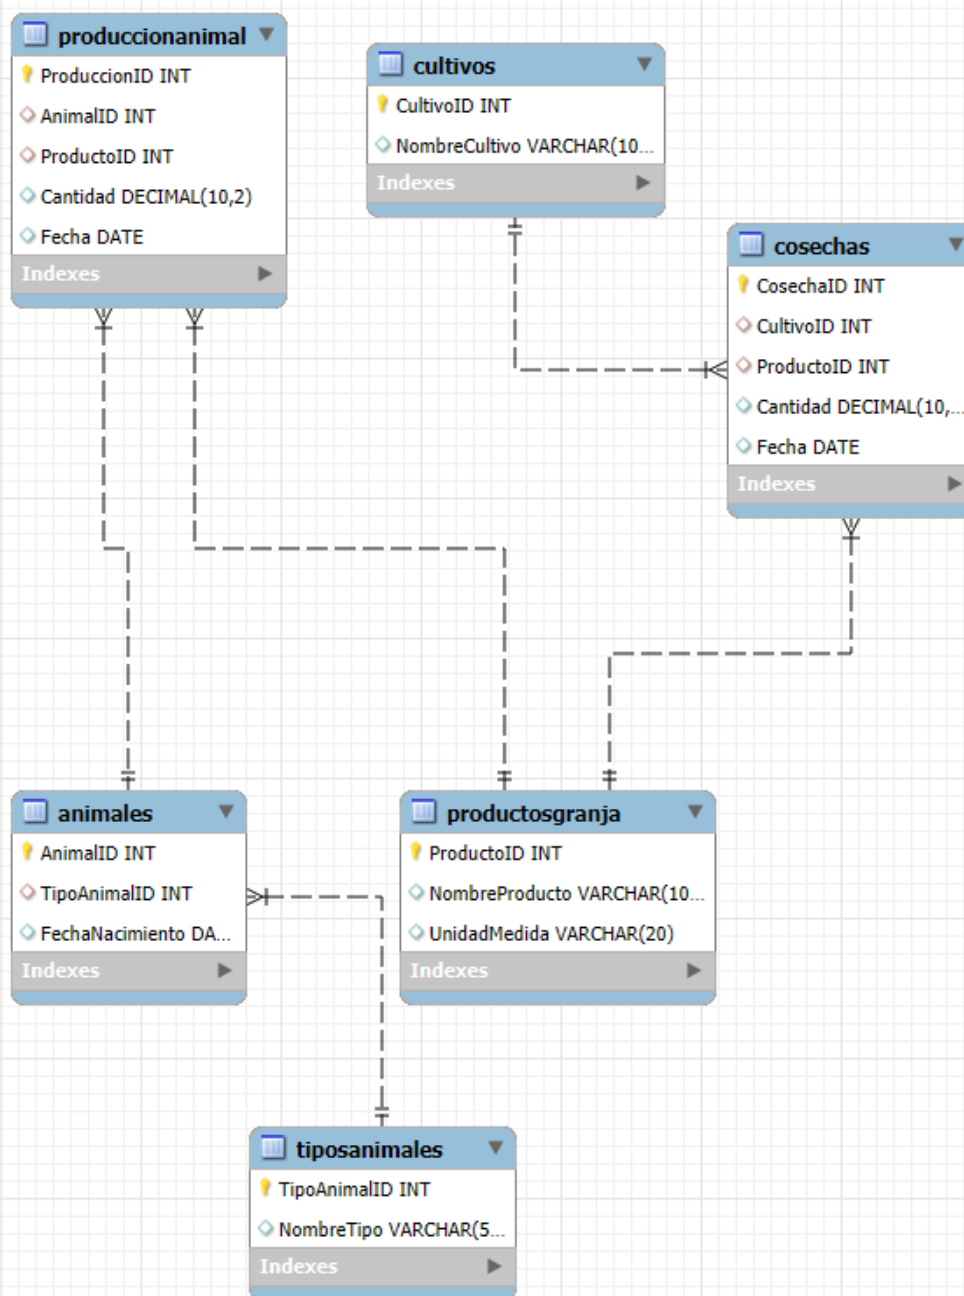 produccionanimal
ProduccionID INT
AnimalID INT
ProductoID INT
Cantidad DECIMAL(10,2)
Fecha DATE
Indexes
cultivos
CultivoID INT
NombreCultivo VARCHAR(10...
Indexes
cosechas
CosechaID INT
CultivoID INT
ProductoID INT
Cantidad DECIMAL(10,...
Fecha DATE
Indexes
animales
AnimalID INT
TipoAnimalID INT
FechaNacimiento DA...
Indexes
productosgranja
ProductoID INT
NombreProducto VARCHAR(10...
UnidadMedida VARCHAR(20)
Indexes
tiposanimales
TipoAnimalID INT
NombreTipo VARCHAR(5...
Indexes